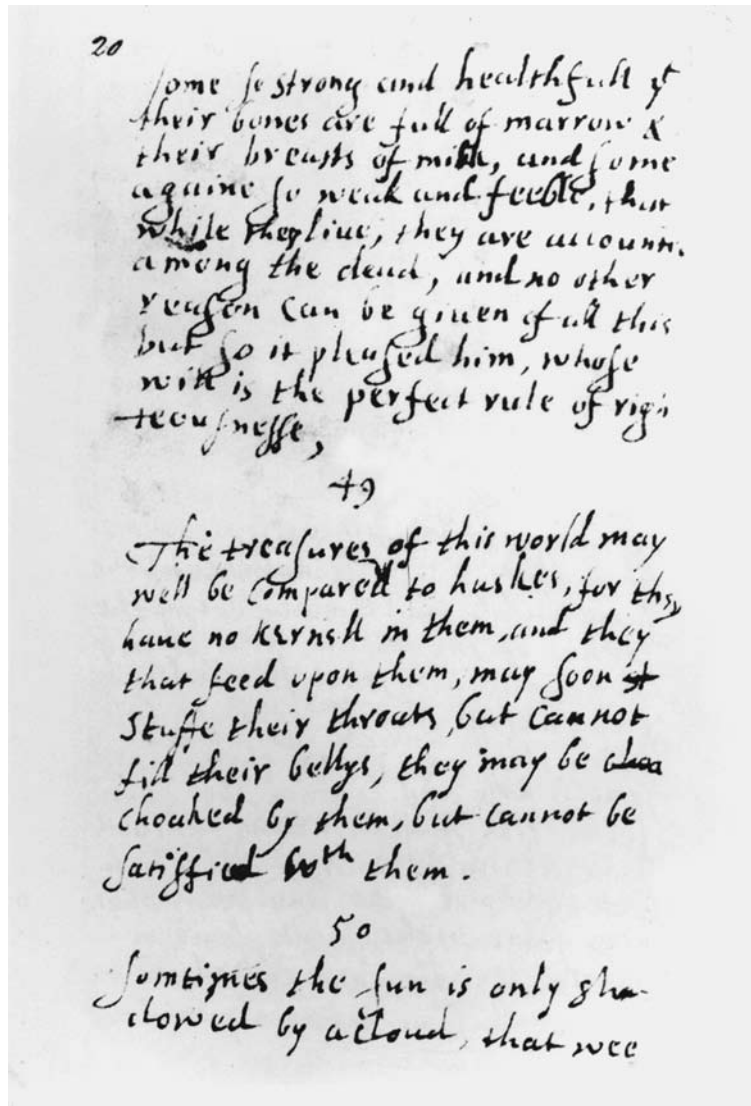 20
some so strong and healthfull yt
their bones are full of marrow &
their breasts of milk, and some
againe so weak and feeble, that
while they liue, they are accounted
among the dead, and no other
reason can be giuen of all this
but so it pleased him, whose
will is the perfect rule of righ
teousnesse,
49
The treasures of this world may
well be compared to huskes, for they
haue no kernell in them, and they
that feed vpon them, may soon st
stuffe their throats, but cannot
fill their bellys, they may be choa
choaked by them, but cannot be
satisfied wth them.
50
somtimes the sun is only sha-
dowed by a cloud, that wee